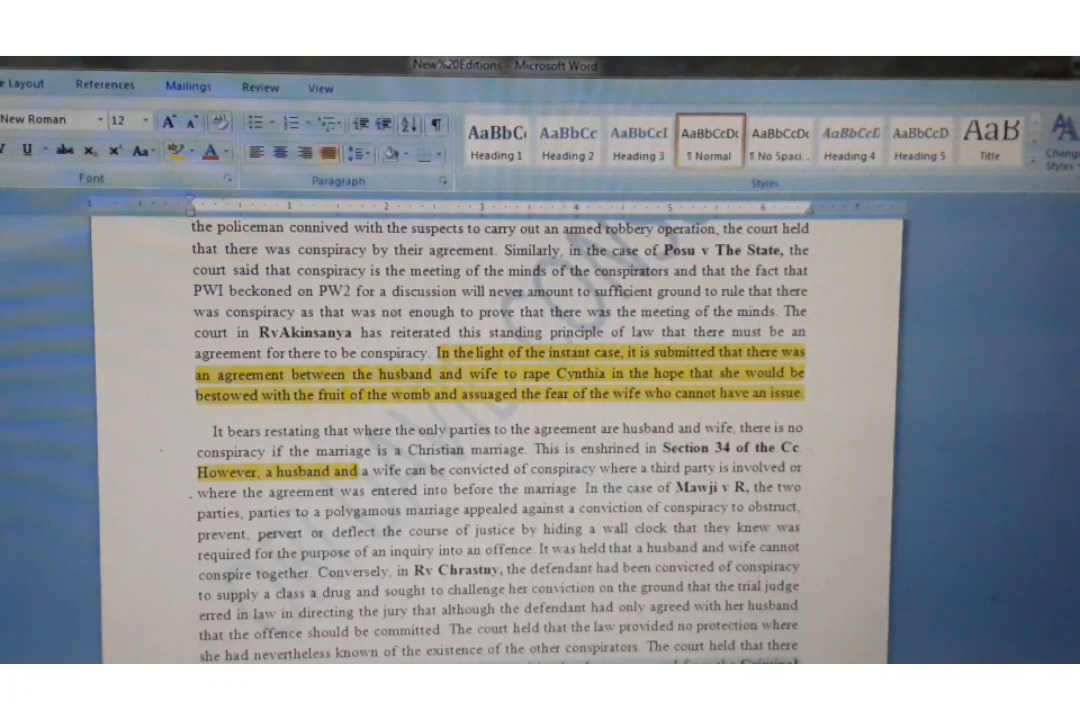 New%20Editions - Microsoft Word
e Layout References Mailings Review View
New Roman 12
Font Paragraph Styles
AaBbC AaBbCc AaBbCcI AaBbCcDc AaBbCcDc AaBbCcD AaBbCcD AaB
Heading 1 Heading 2 Heading 3 ¶ Normal ¶ No Spaci... Heading 4 Heading 5 Title Chang Styles
the policeman connived with the suspects to carry out an armed robbery operation, the court held
that there was conspiracy by their agreement. Similarly, in the case of Posu v The State, the
court said that conspiracy is the meeting of the minds of the conspirators and that the fact that
PWI beckoned on PW2 for a discussion will never amount to sufficient ground to rule that there
was conspiracy as that was not enough to prove that there was the meeting of the minds. The
court in RvAkinsanya has reiterated this standing principle of law that there must be an
agreement for there to be conspiracy. In the light of the instant case, it is submitted that there was
an agreement between the husband and wife to rape Cynthia in the hope that she would be
bestowed with the fruit of the womb and assuaged the fear of the wife who cannot have an issue.
It bears restating that where the only parties to the agreement are husband and wife, there is no
conspiracy if the marriage is a Christian marriage. This is enshrined in Section 34 of the Cc.
However, a husband and a wife can be convicted of conspiracy where a third party is involved or
where the agreement was entered into before the marriage. In the case of Mawji v R, the two
parties, parties to a polygamous marriage appealed against a conviction of conspiracy to obstruct,
prevent, pervert or deflect the course of justice by hiding a wall clock that they knew was
required for the purpose of an inquiry into an offence. It was held that a husband and wife cannot
conspire together. Conversely, in Rv Chrastny, the defendant had been convicted of conspiracy
to supply a class a drug and sought to challenge her conviction on the ground that the trial judge
erred in law in directing the jury that although the defendant had only agreed with her husband
that the offence should be committed. The court held that the law provided no protection where
she had nevertheless known of the existence of the other conspirators. The court held that there